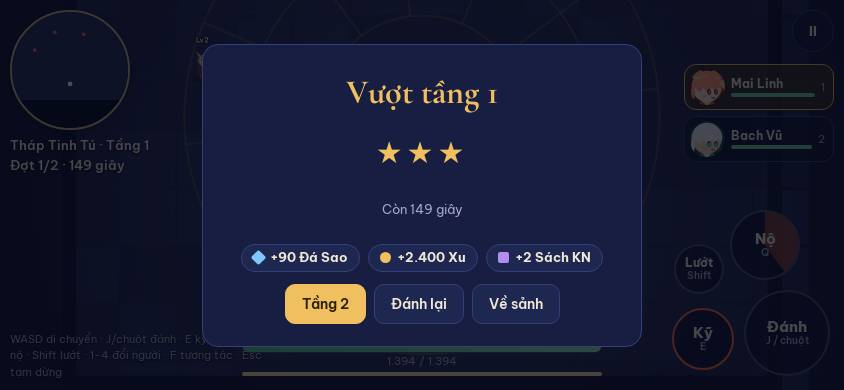 Lv2
Tháp Tinh Tú · Tầng 1
Đợt 1/2 · 149 giây
Vượt tầng 1
★ ★ ★
Còn 149 giây
+90 Đá Sao
+2.400 Xu
+2 Sách KN
Tầng 2
Đánh lại
Về sảnh
Mai Linh
1
Bạch Vũ
2
Nộ
Q
Lướt
Shift
Kỹ
E
Đánh
J / chuột
WASD di chuyển · J/chuột đánh · E kỹ
nộ · Shift lướt · 1-4 đổi người · F tương tác · Esc
tạm dừng
1.394 / 1.394